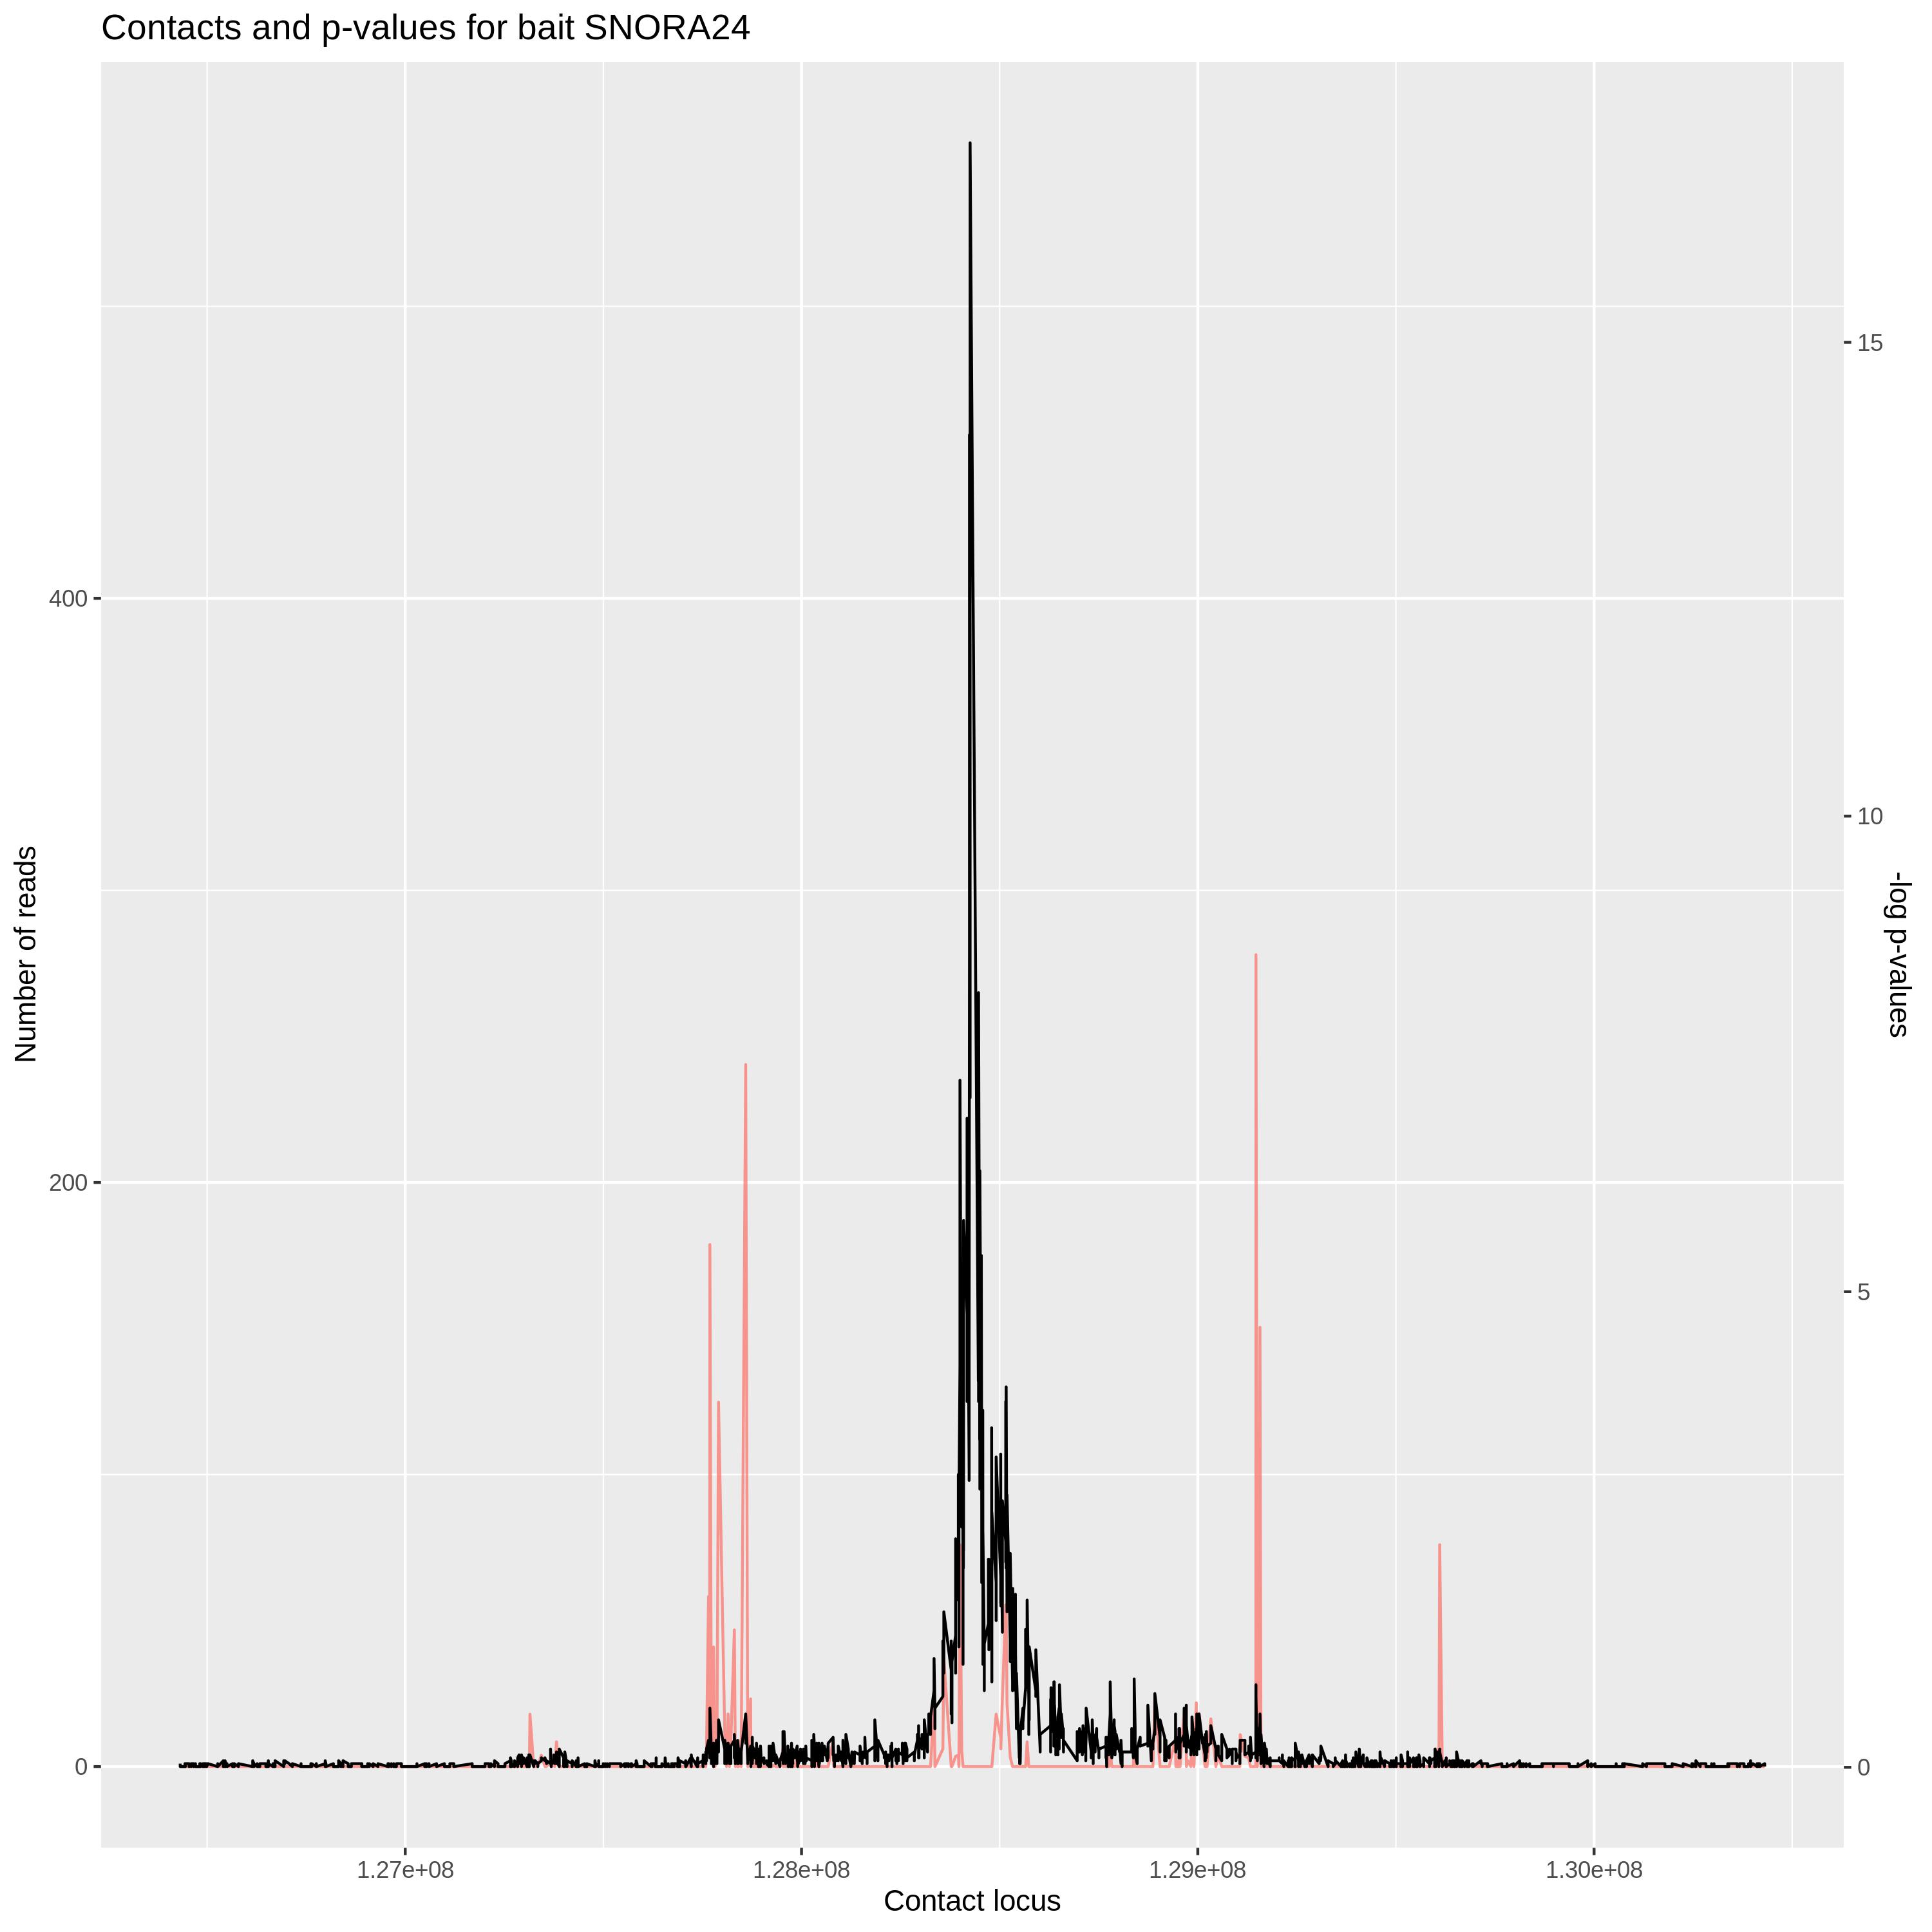 Contacts and p-values for bait SNORA24
Number of reads
400
200
0
15
10
5
0
-log p-values
1.27e+08
1.28e+08
1.29e+08
1.30e+08
Contact locus